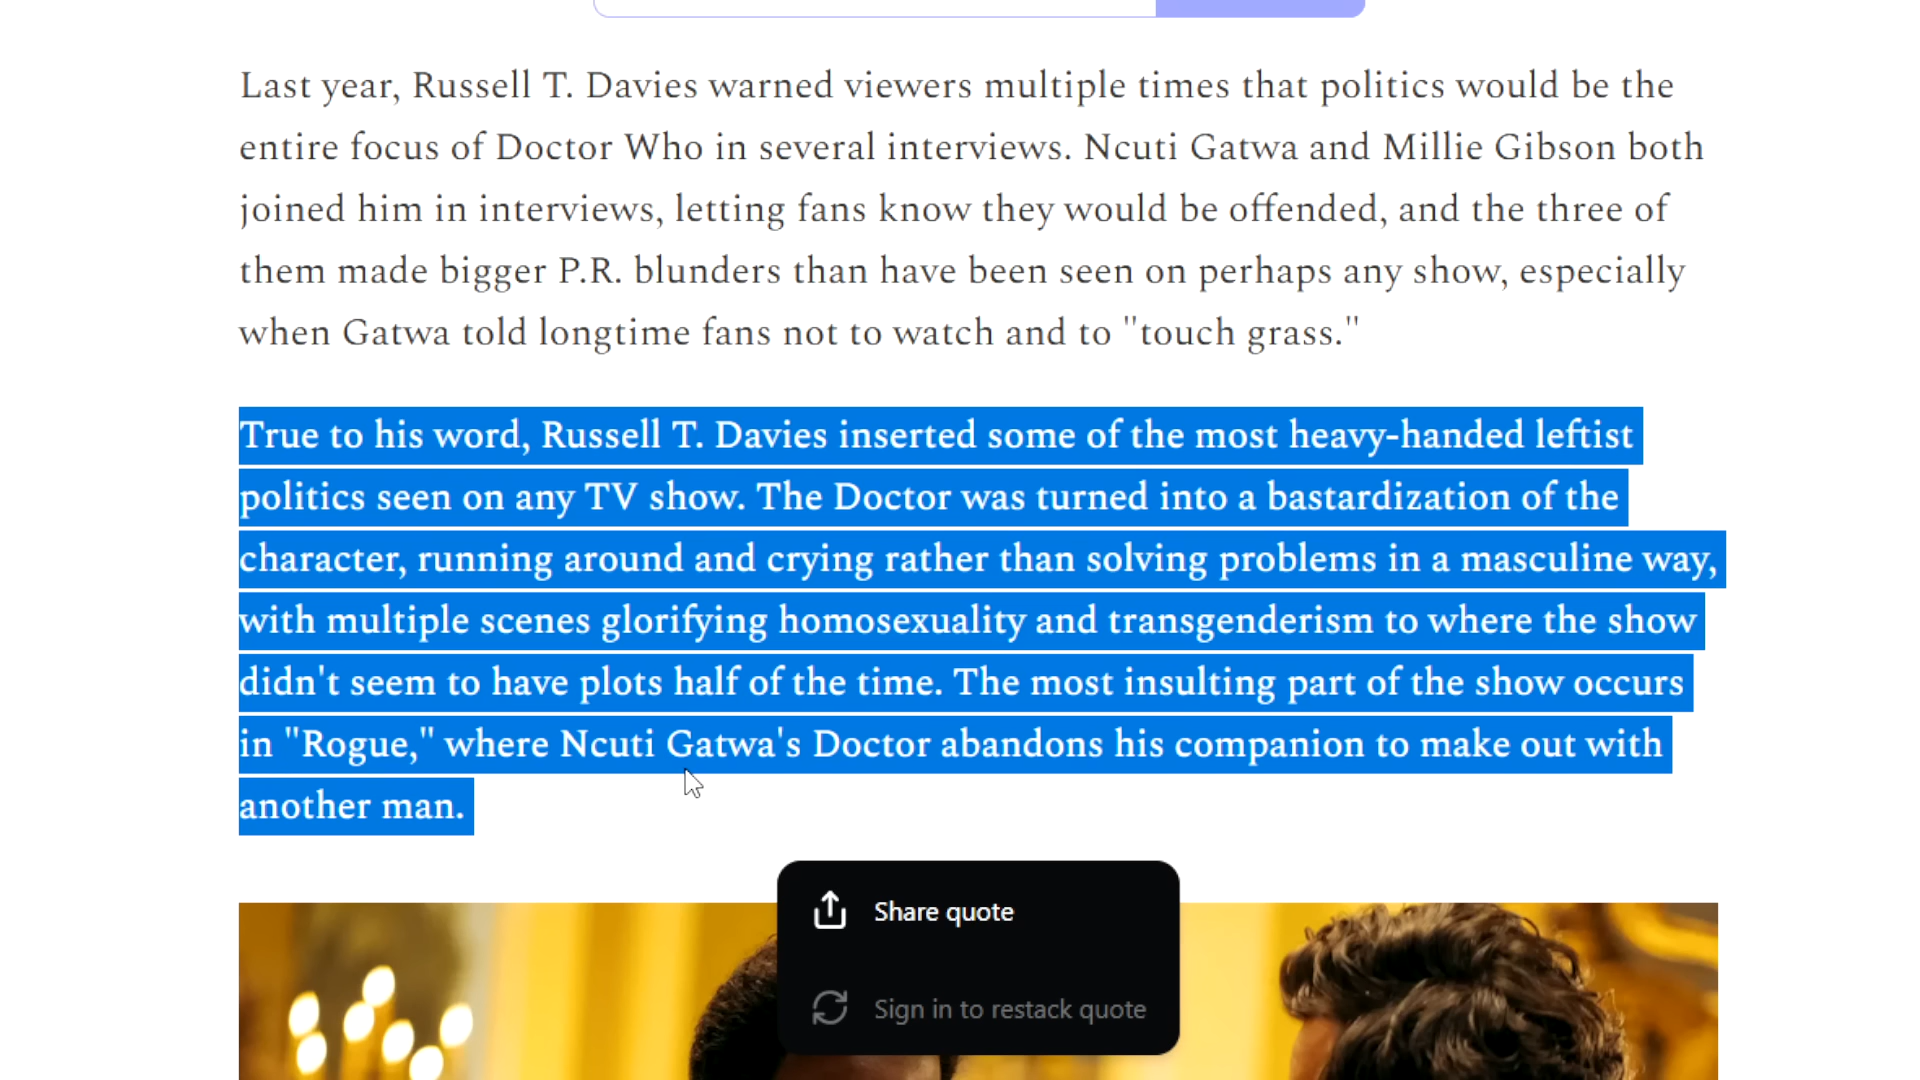 Last year, Russell T. Davies warned viewers multiple times that politics would be the
entire focus of Doctor Who in several interviews. Ncuti Gatwa and Millie Gibson both
joined him in interviews, letting fans know they would be offended, and the three of
them made bigger P.R. blunders than have been seen on perhaps any show, especially
when Gatwa told longtime fans not to watch and to "touch grass."
True to his word, Russell T. Davies inserted some of the most heavy-handed leftist
politics seen on any TV show. The Doctor was turned into a bastardization of the
character, running around and crying rather than solving problems in a masculine way,
with multiple scenes glorifying homosexuality and transgenderism to where the show
didn't seem to have plots half of the time. The most insulting part of the show occurs
in "Rogue," where Ncuti Gatwa's Doctor abandons his companion to make out with
another man.
Share quote
Sign in to restack quote